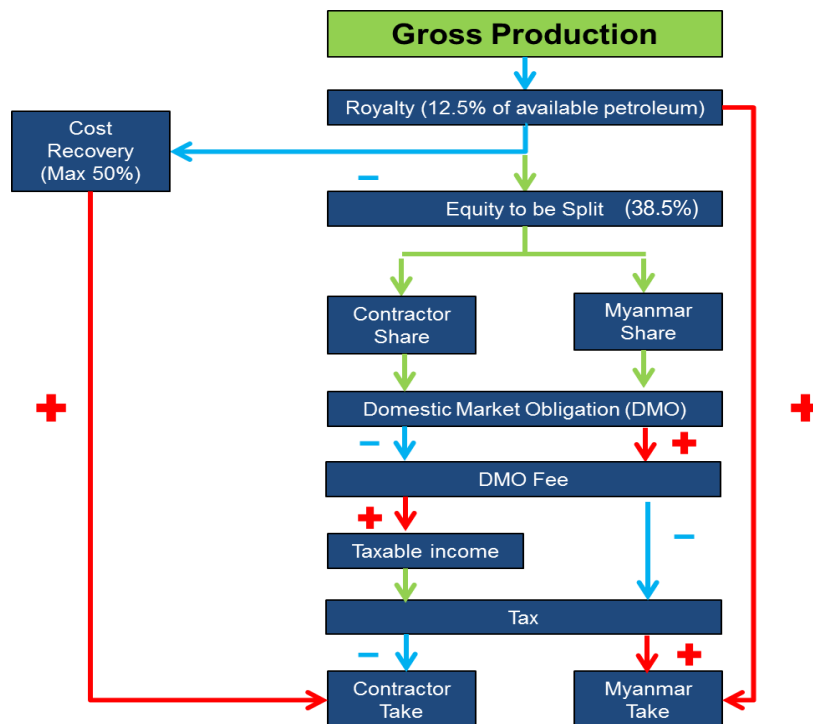 Gross Production
Royalty (12.5% of available petroleum)
Cost
Recovery
(Max 50%)
Equity to be Split (38.5%)
Contractor
Share
Myanmar
Share
Domestic Market Obligation (DMO)
DMO Fee
Taxable income
Tax
Contractor
Take
Myanmar
Take